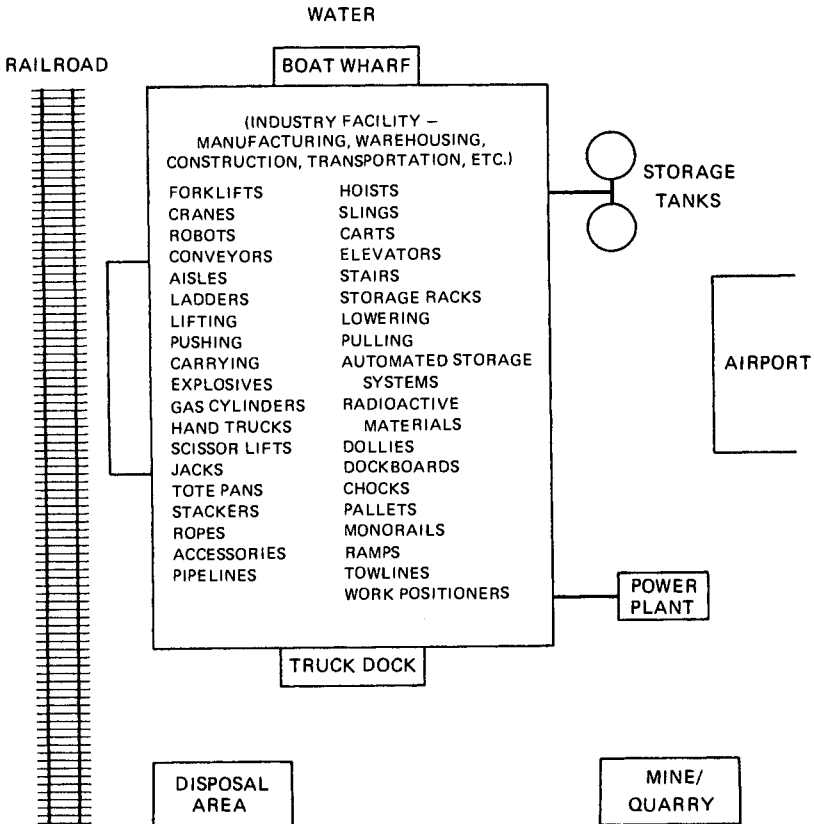 WATER
RAILROAD
BOAT WHARF
(INDUSTRY FACILITY –
MANUFACTURING, WAREHOUSING,
CONSTRUCTION, TRANSPORTATION, ETC.)
FORKLIFTS
CRANES
ROBOTS
CONVEYORS
AISLES
LADDERS
LIFTING
PUSHING
CARRYING
EXPLOSIVES
GAS CYLINDERS
HAND TRUCKS
SCISSOR LIFTS
JACKS
TOTE PANS
STACKERS
ROPES
ACCESSORIES
PIPELINES
HOISTS
SLINGS
CARTS
ELEVATORS
STAIRS
STORAGE RACKS
LOWERING
PULLING
AUTOMATED STORAGE
SYSTEMS
RADIOACTIVE
MATERIALS
DOLLIES
DOCKBOARDS
CHOCKS
PALLETS
MONORAILS
RAMPS
TOWLINES
WORK POSITIONERS
STORAGE
TANKS
AIRPORT
POWER
PLANT
TRUCK DOCK
DISPOSAL
AREA
MINE/
QUARRY